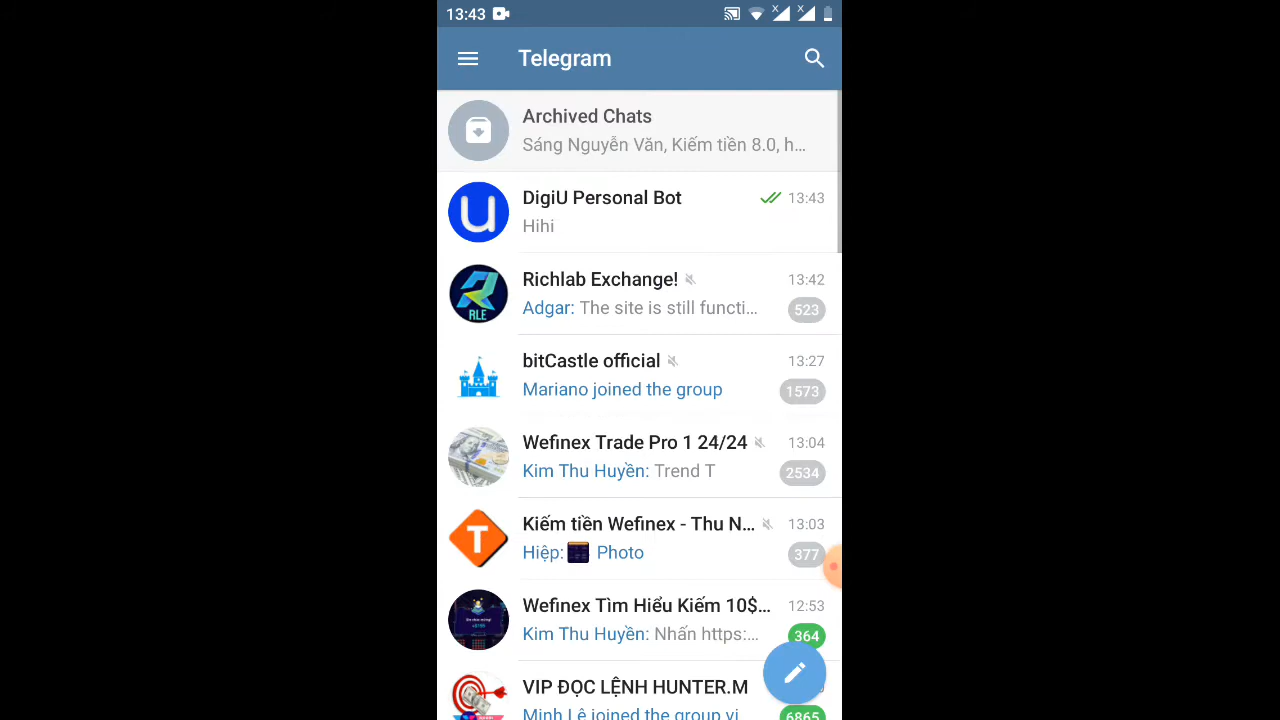 13:43
Telegram
Archived Chats
Sáng Nguyễn Văn, Kiếm tiền 8.0, h...
DigiU Personal Bot 13:43
Hihi
Richlab Exchange! 13:42
Adgar: The site is still functi... 523
RLE
bitCastle official 13:27
Mariano joined the group 1573
Wefinex Trade Pro 1 24/24 13:04
Kim Thu Huyền: Trend T 2534
Kiếm tiền Wefinex - Thu N... 13:03
Hiệp: Photo 377
Wefinex Tìm Hiểu Kiếm 10$... 12:53
Kim Thu Huyền: Nhấn https:... 364
VIP ĐỌC LỆNH HUNTER.M
Minh Lê joined the group vi 6865